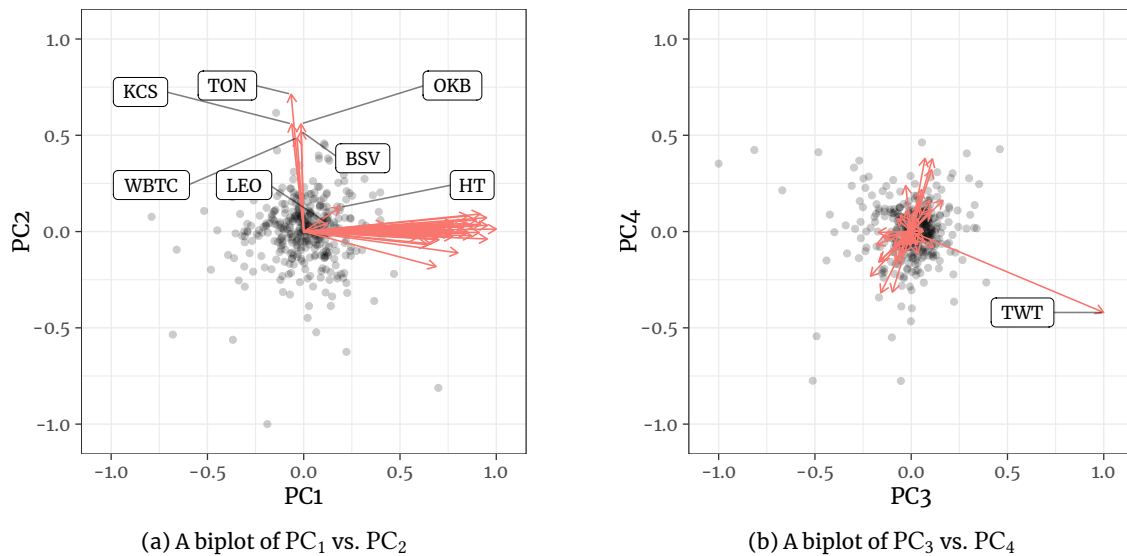 1.0
0.5
0.0
−0.5
−1.0
PC2
KCS
TON
OKB
BSV
WBTC
LEO
HT
−1.0
−0.5
0.0
0.5
1.0
PC1
(a) A biplot of PC₁ vs. PC₂
1.0
0.5
0.0
−0.5
−1.0
PC4
TWT
−1.0
−0.5
0.0
0.5
1.0
PC3
(b) A biplot of PC₃ vs. PC₄